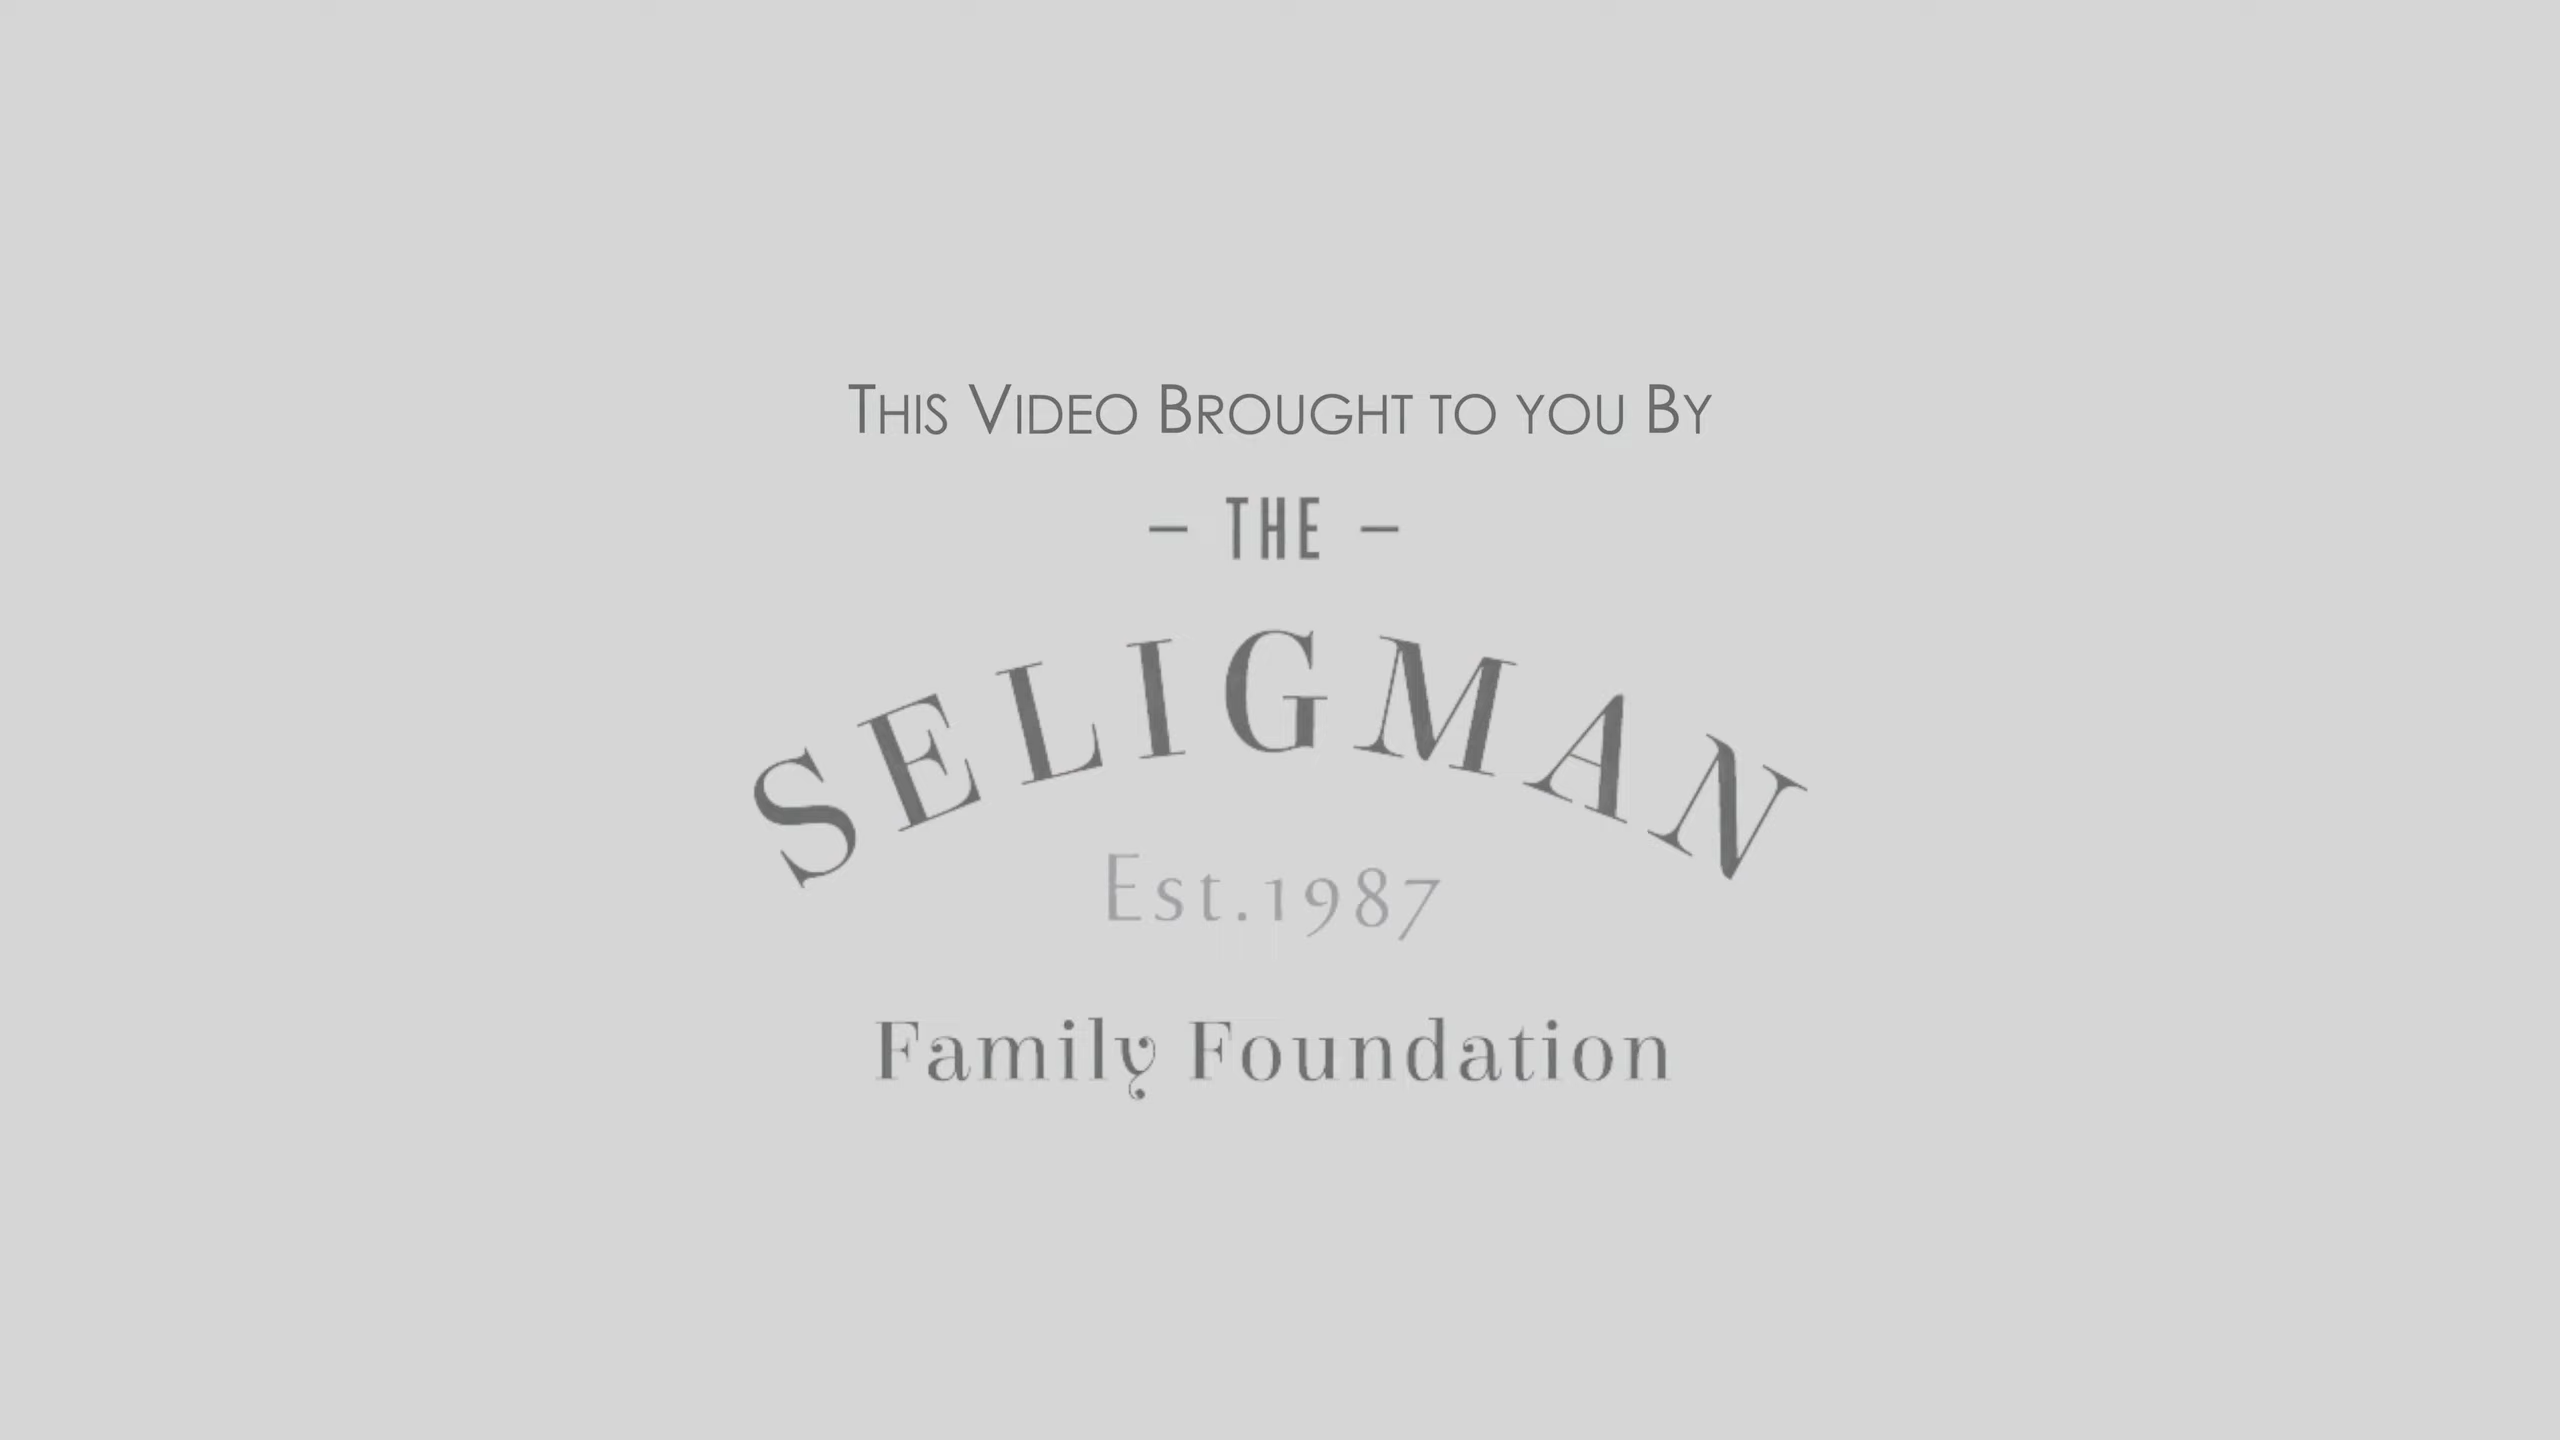 This Video Brought to you By
– THE –
SELIGMAN
Est.1987
Family Foundation